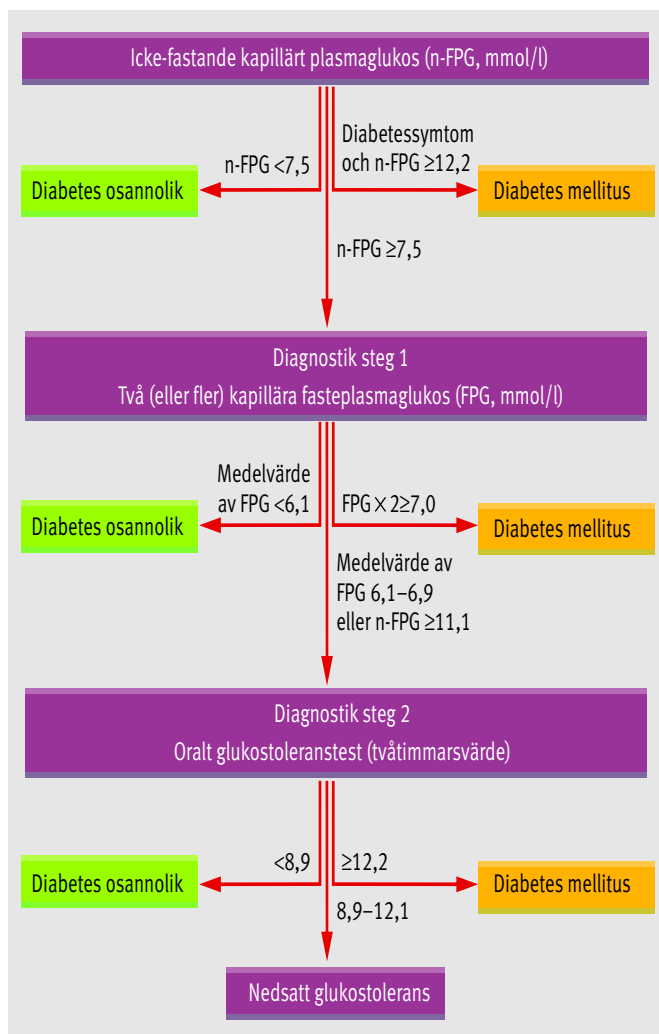 Icke-fastande kapillärt plasmaglukos (n-FPG, mmol/l)
n-FPG <7,5
Diabetessymtom
och n-FPG ≥12,2
Diabetes osannolik
Diabetes mellitus
n-FPG ≥7,5
Diagnostik steg 1
Två (eller fler) kapillära fasteplasmaglukos (FPG, mmol/l)
Medelvärde
av FPG <6,1
FPG × 2≥7,0
Diabetes osannolik
Diabetes mellitus
Medelvärde av
FPG 6,1–6,9
eller n-FPG ≥11,1
Diagnostik steg 2
Oralt glukostoleranstest (tvåtimmarsvärde)
<8,9
≥12,2
Diabetes osannolik
Diabetes mellitus
8,9–12,1
Nedsatt glukostolerans